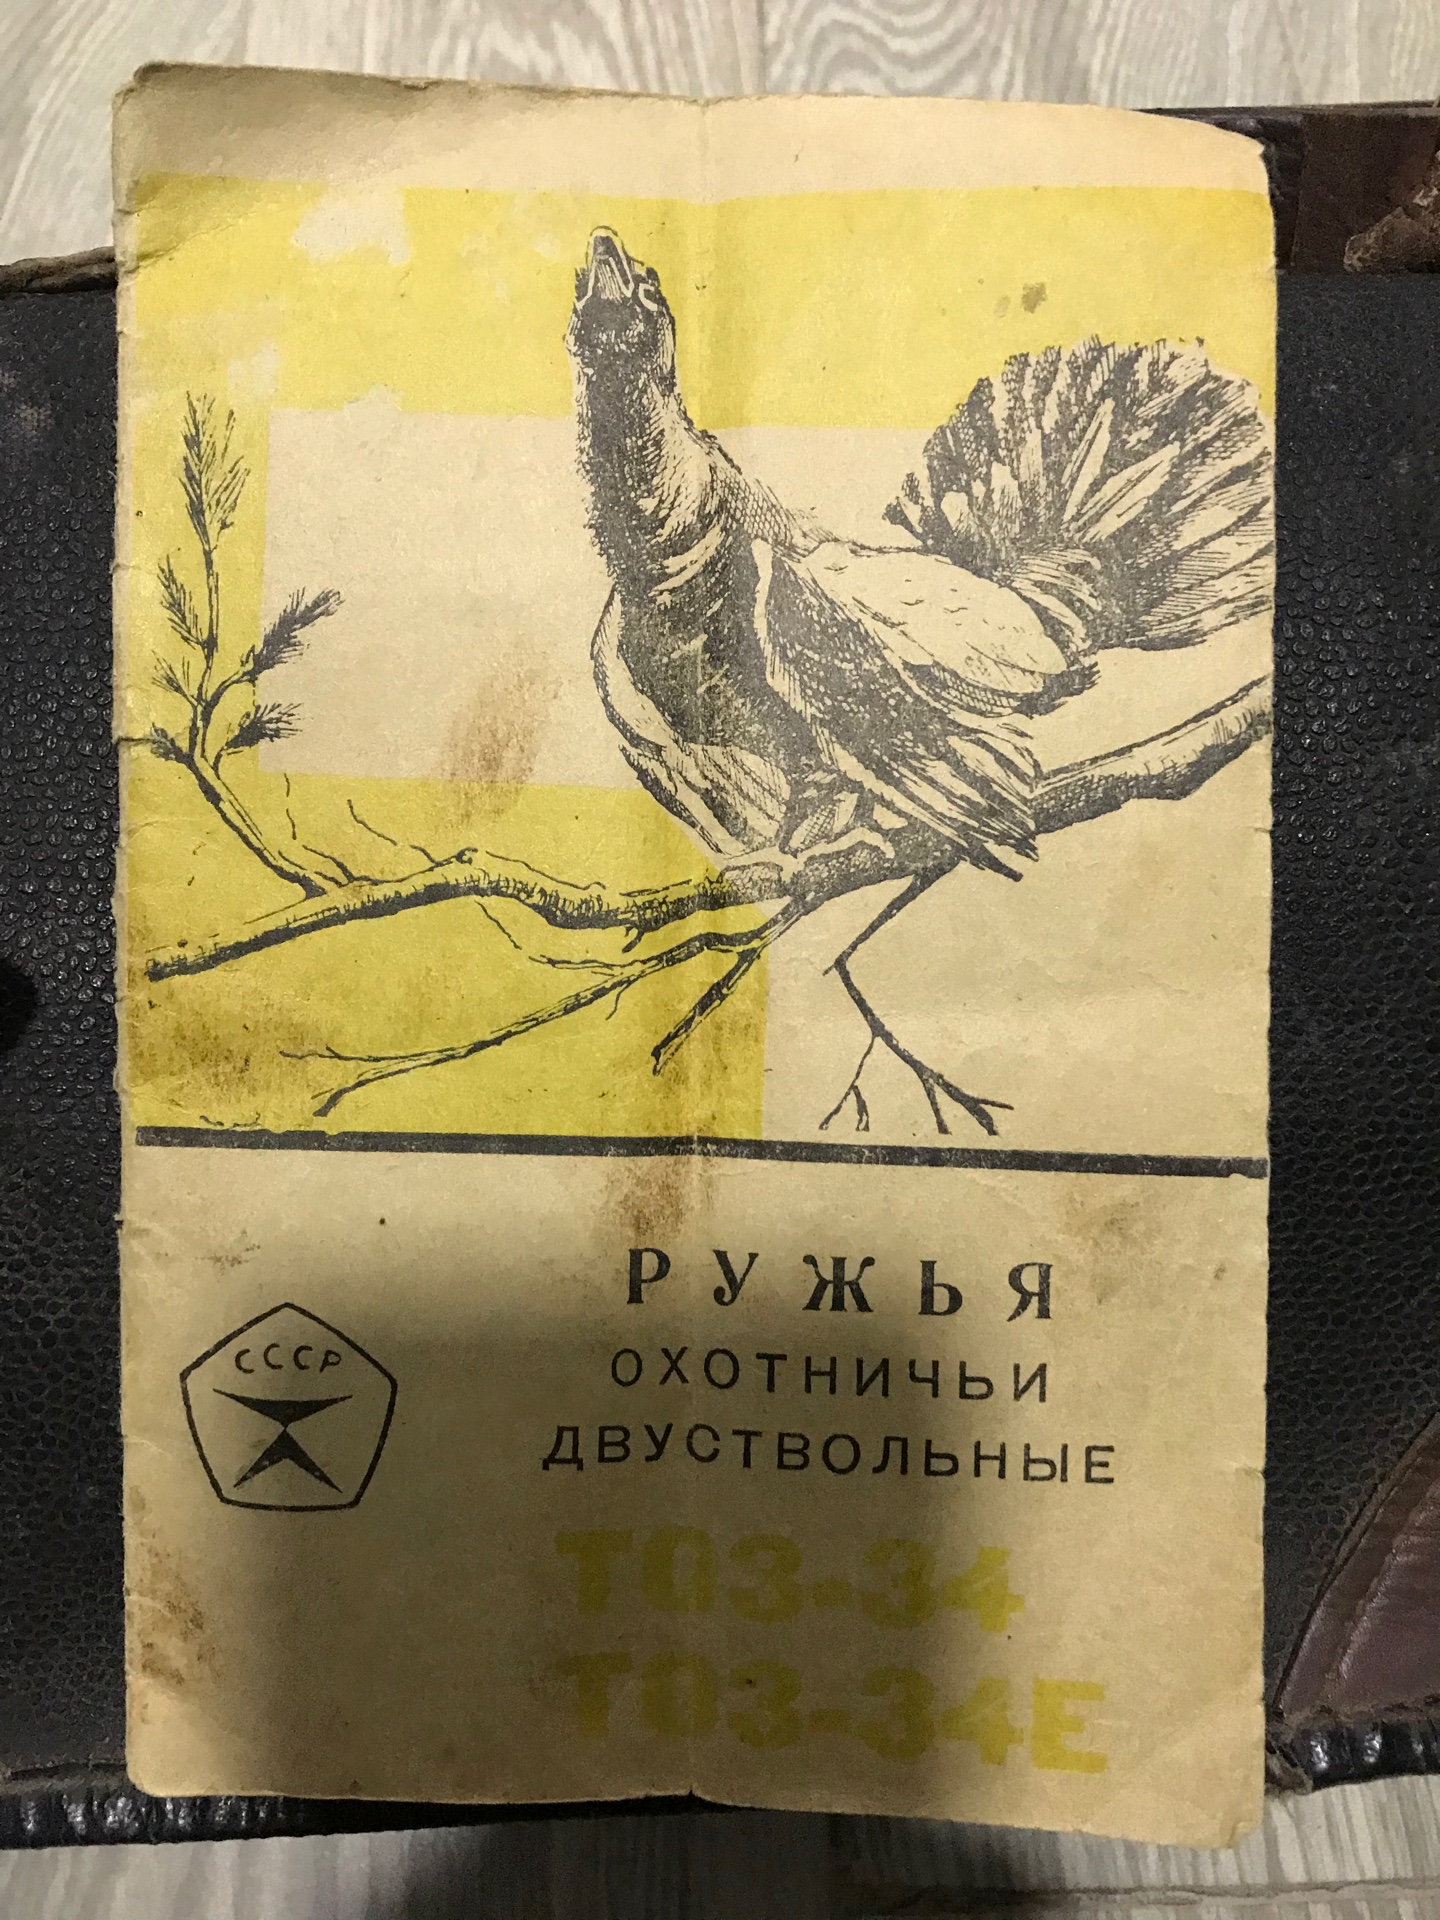 РУЖЬЯ
ОХОТНИЧЬИ
ДВУСТВОЛЬНЫЕ
СССР
ТОЗ-34
ТОЗ-34Е